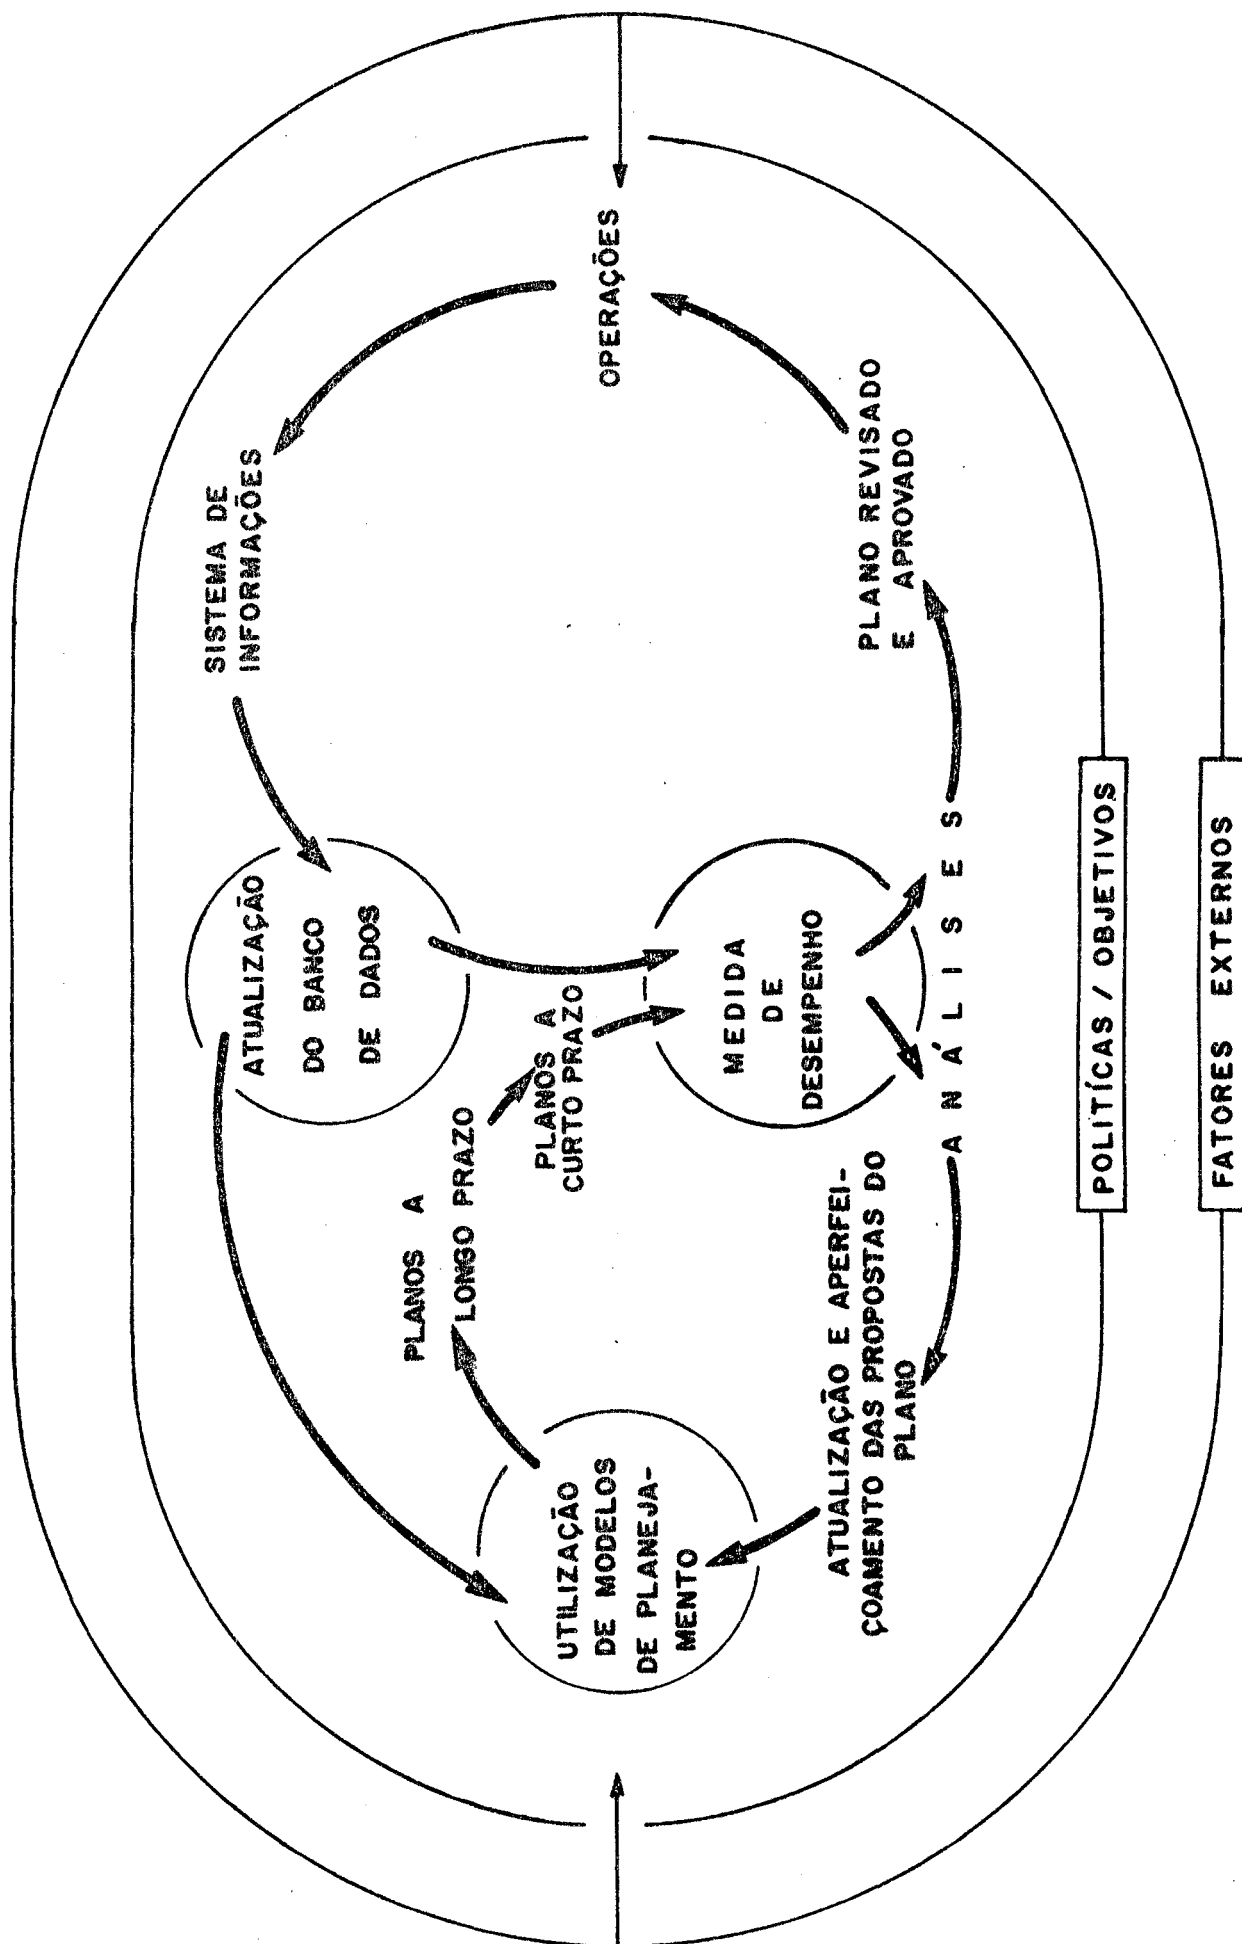 ATUALIZAÇÃO
DO BANCO
DE DADOS
SISTEMA DE
INFORMAÇÕES
PLANOS A
LONGO PRAZO
PLANOS A
CURTO PRAZO
UTILIZAÇÃO
DE MODELOS
DE PLANEJA-
MENTO
MEDIDA
DE
DESEMPENHO
OPERAÇÕES
ATUALIZAÇÃO E APERFEI-
ÇOAMENTO DAS PROPOSTAS DO
PLANO
PLANO REVISADO
E APROVADO
ANÁLISES
POLITÍCAS / OBJETIVOS
FATORES EXTERNOS